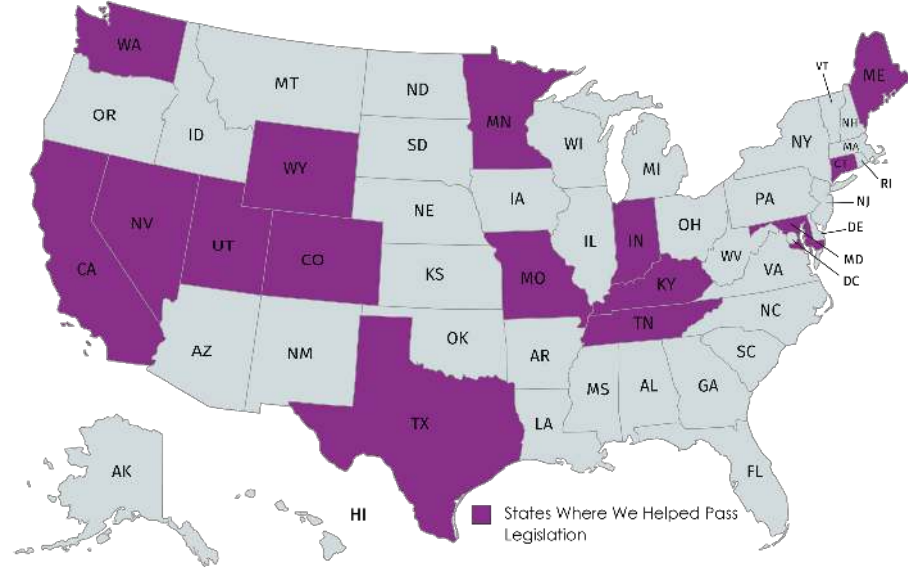 WA
MT
ND
MN
VT
ME
OR
ID
SD
WI
NH
NY
MA
WY
MI
CT
RI
IA
PA
NJ
NE
NV
OH
IL
IN
DE
UT
WV
CA
CO
MD
VA
KS
MO
KY
DC
NC
TN
OK
AZ
NM
AR
SC
MS
AL
GA
TX
LA
AK
FL
HI
States Where We Helped Pass
Legislation